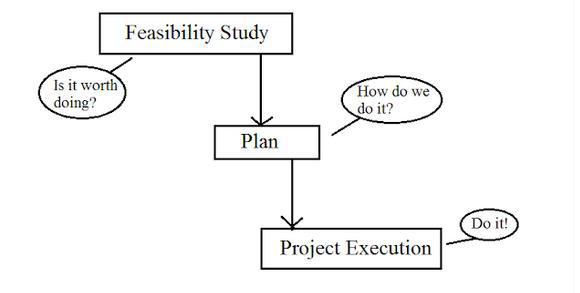 Feasibility Study
Is it worth
doing?
How do we
do it?
Plan
Do it!
Project Execution